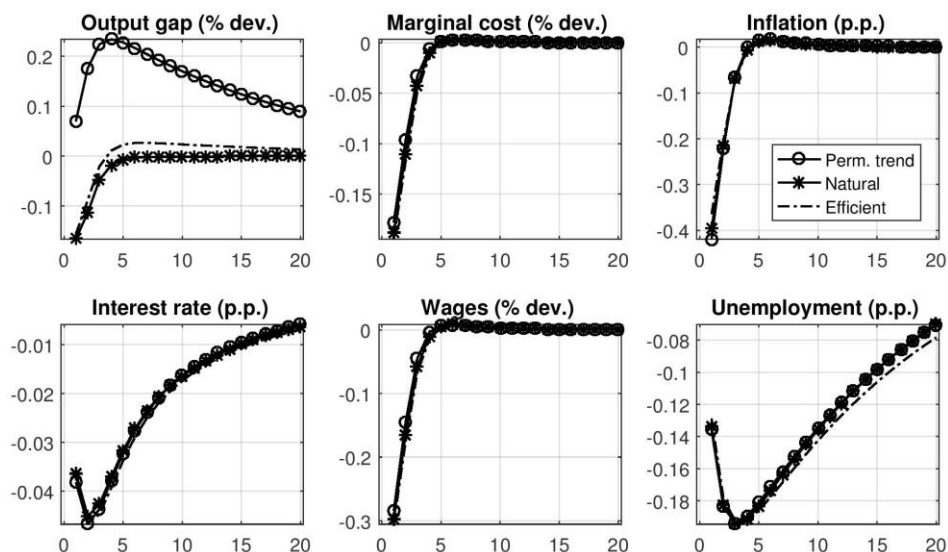 Output gap (% dev.)
0.2
0.1
0
-0.1
0 5 10 15 20
Marginal cost (% dev.)
0
-0.05
-0.1
-0.15
0 5 10 15 20
Inflation (p.p.)
0
-0.1
-0.2
-0.3
-0.4
0 5 10 15 20
Perm. trend
Natural
Efficient
Interest rate (p.p.)
-0.01
-0.02
-0.03
-0.04
0 5 10 15 20
Wages (% dev.)
0
-0.1
-0.2
-0.3
0 5 10 15 20
Unemployment (p.p.)
-0.08
-0.1
-0.12
-0.14
-0.16
-0.18
0 5 10 15 20